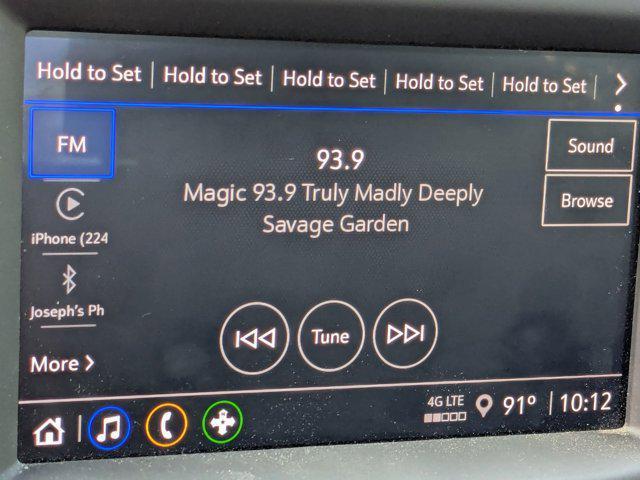 Hold to Set
Hold to Set
Hold to Set
Hold to Set
Hold to Set
FM
93.9
Sound
Magic 93.9 Truly Madly Deeply
Browse
Savage Garden
iPhone (224
Joseph's Ph
Tune
More
4G LTE
91°
10:12